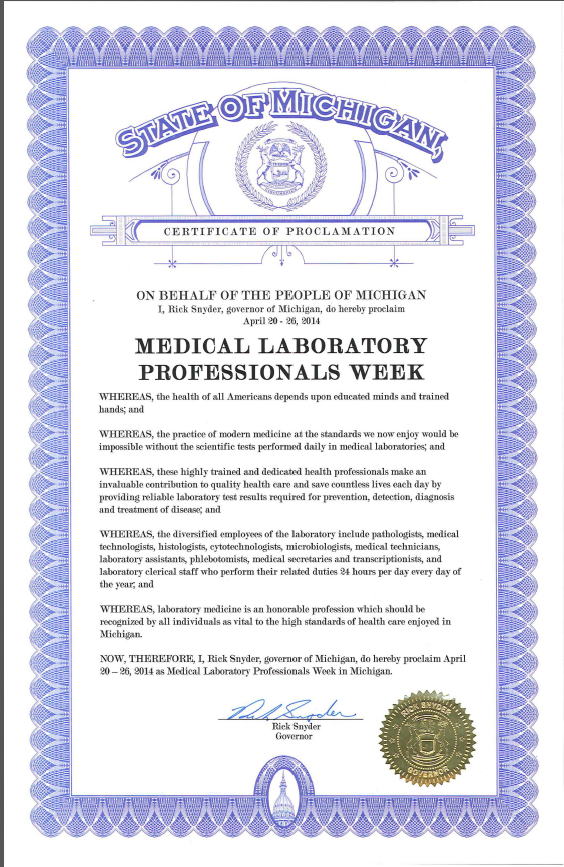 STATE OF MICHIGAN,
CERTIFICATE OF PROCLAMATION
ON BEHALF OF THE PEOPLE OF MICHIGAN
I, Rick Snyder, governor of Michigan, do hereby proclaim
April 20 - 26, 2014
MEDICAL LABORATORY
PROFESSIONALS WEEK
WHEREAS, the health of all Americans depends upon educated minds and trained
hands; and
WHEREAS, the practice of modern medicine at the standards we now enjoy would be
impossible without the scientific tests performed daily in medical laboratories; and
WHEREAS, these highly trained and dedicated health professionals make an
invaluable contribution to quality health care and save countless lives each day by
providing reliable laboratory test results required for prevention, detection, diagnosis
and treatment of disease; and
WHEREAS, the diversified employees of the laboratory include pathologists, medical
technologists, histologists, cytotechnologists, microbiologists, medical technicians,
laboratory assistants, phlebotomists, medical secretaries and transcriptionists, and
laboratory clerical staff who perform their related duties 24 hours per day every day of
the year; and
WHEREAS, laboratory medicine is an honorable profession which should be
recognized by all individuals as vital to the high standards of health care enjoyed in
Michigan.
NOW, THEREFORE, I, Rick Snyder, governor of Michigan, do hereby proclaim April
20 – 26, 2014 as Medical Laboratory Professionals Week in Michigan.
Rick Snyder
Rick Snyder
Governor
RICK SNYDER
GOVERNOR